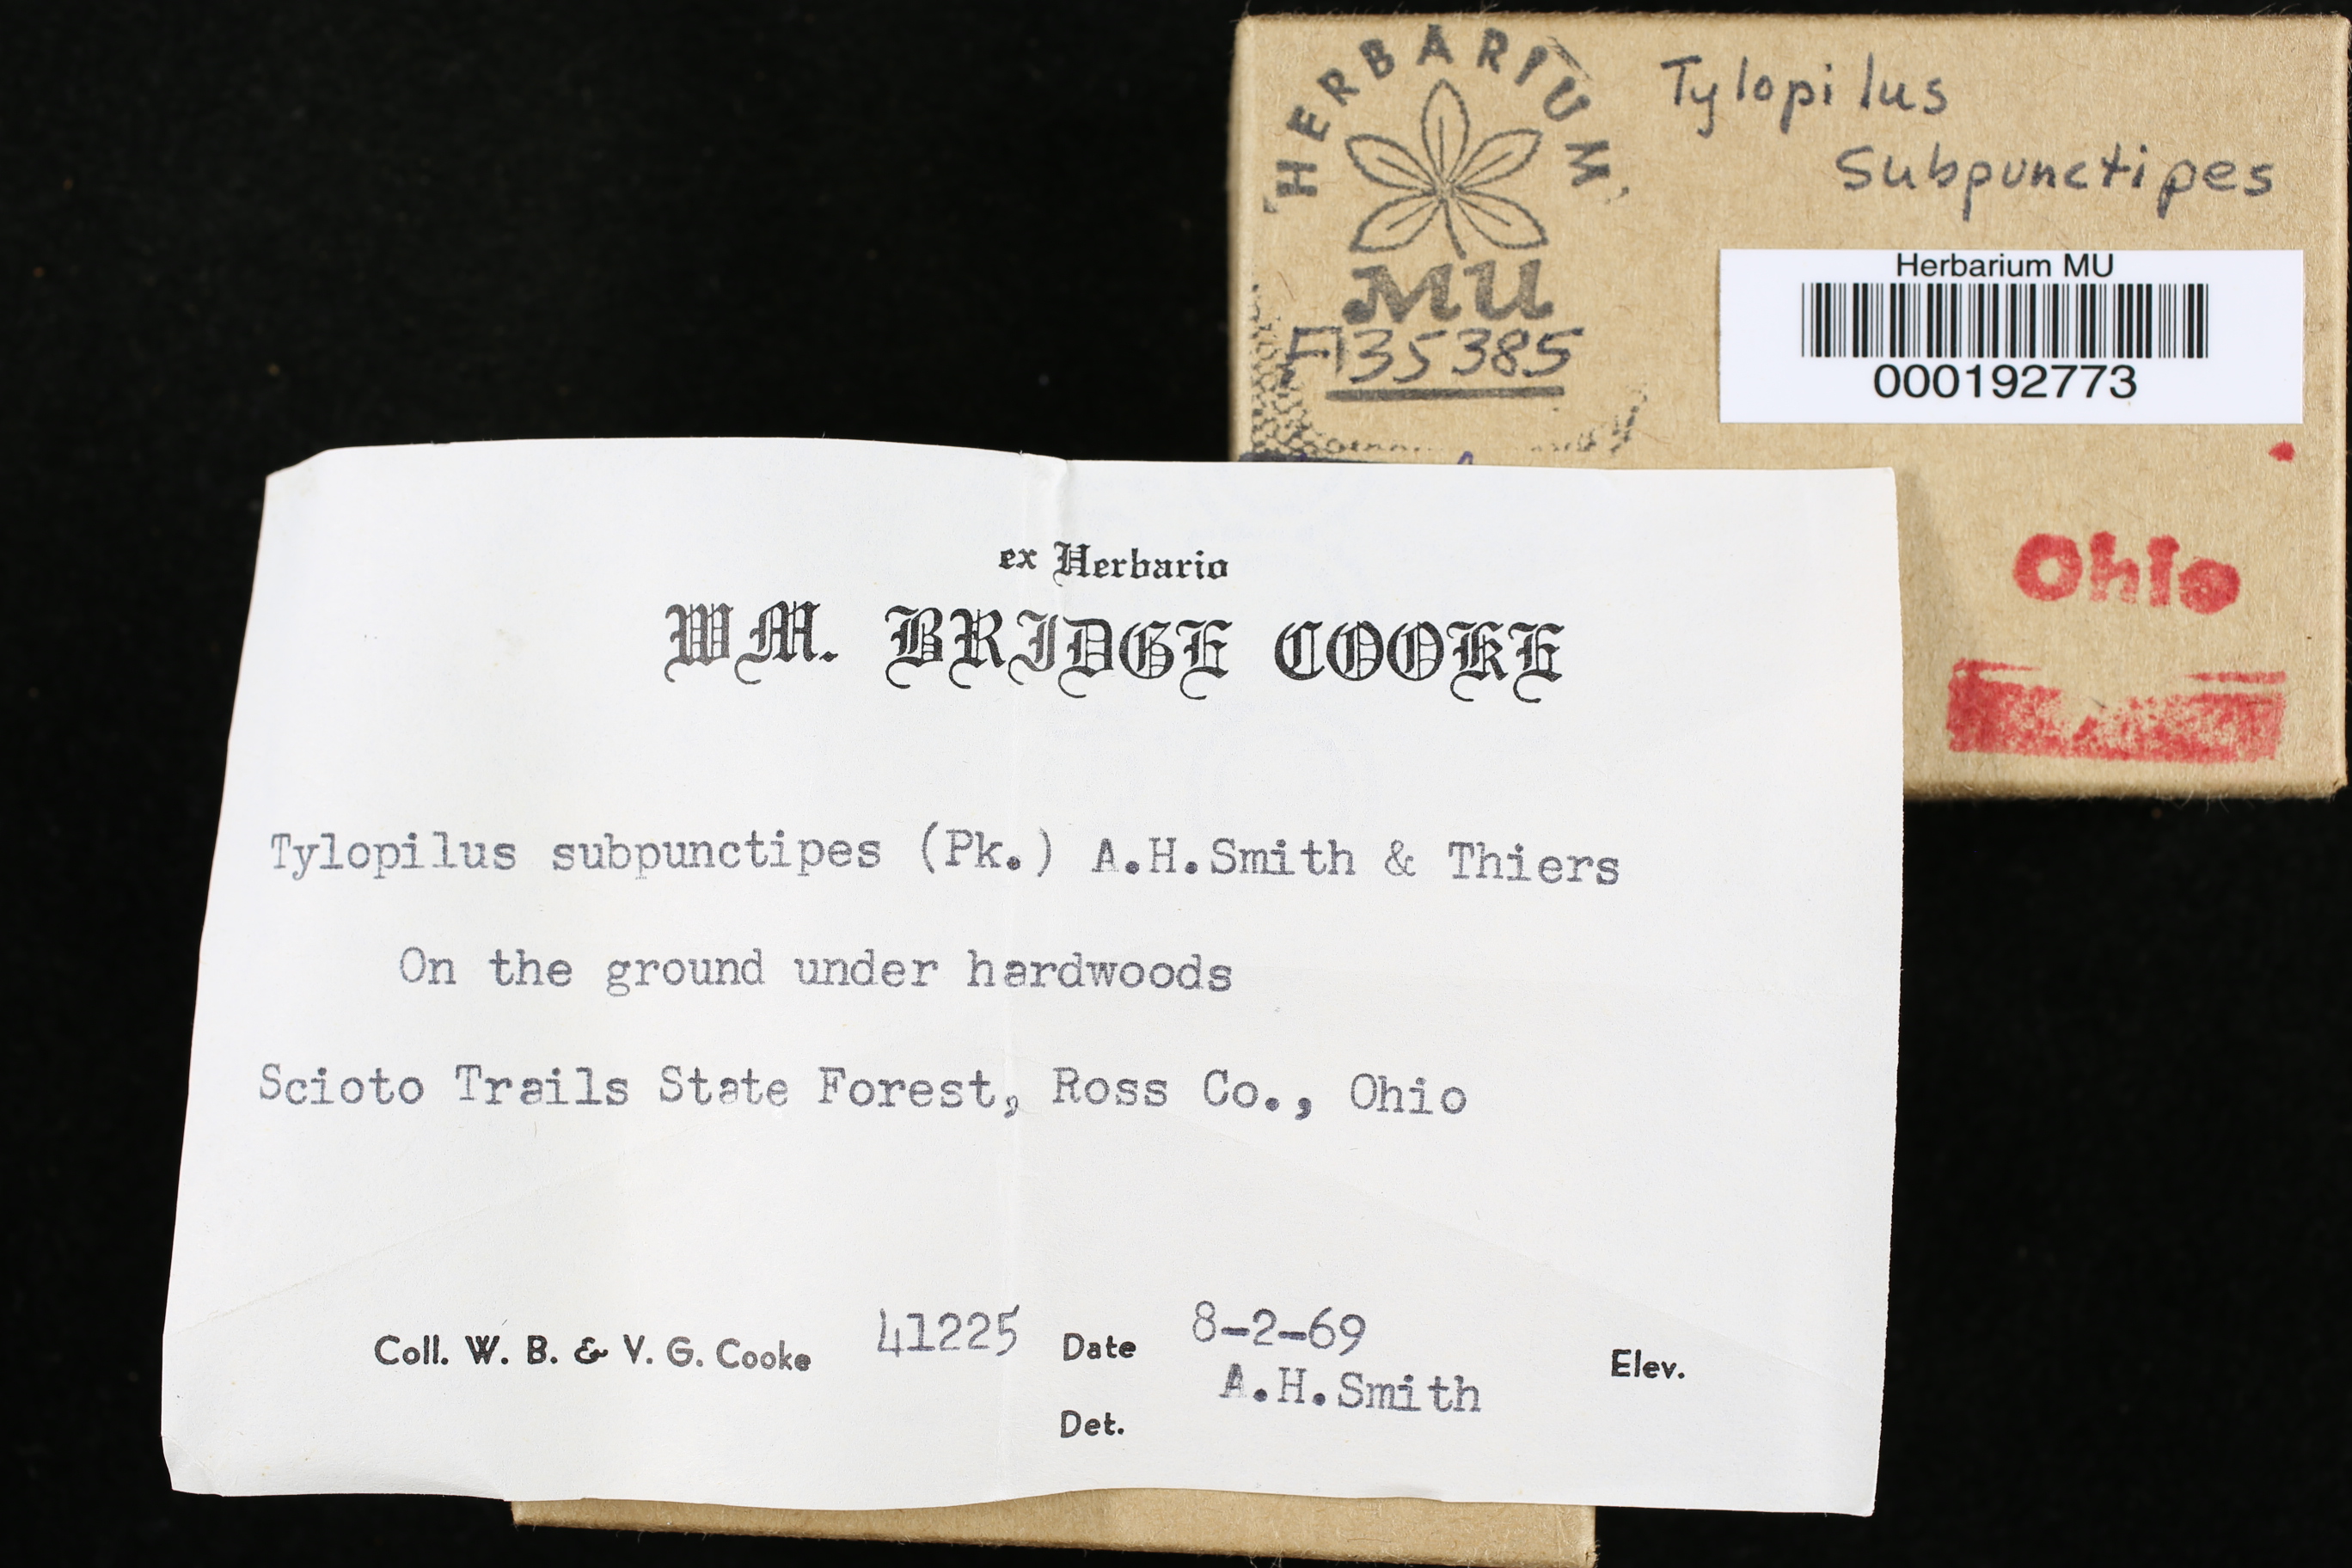 HERBARIUM
MU
F135385
Tylopilus
Subpunctipes
Herbarium MU
000192773
Ohio
ex Herbario
WM. BRIDGE COOKE
Tylopilus subpunctipes (Pk.) A.H.Smith & Thiers
On the ground under hardwoods
Scioto Trails State Forest, Ross Co., Ohio
Coll. W. B. & V. G. Cooke 41225 Date 8-2-69 Elev.
A.H.Smith
Det.